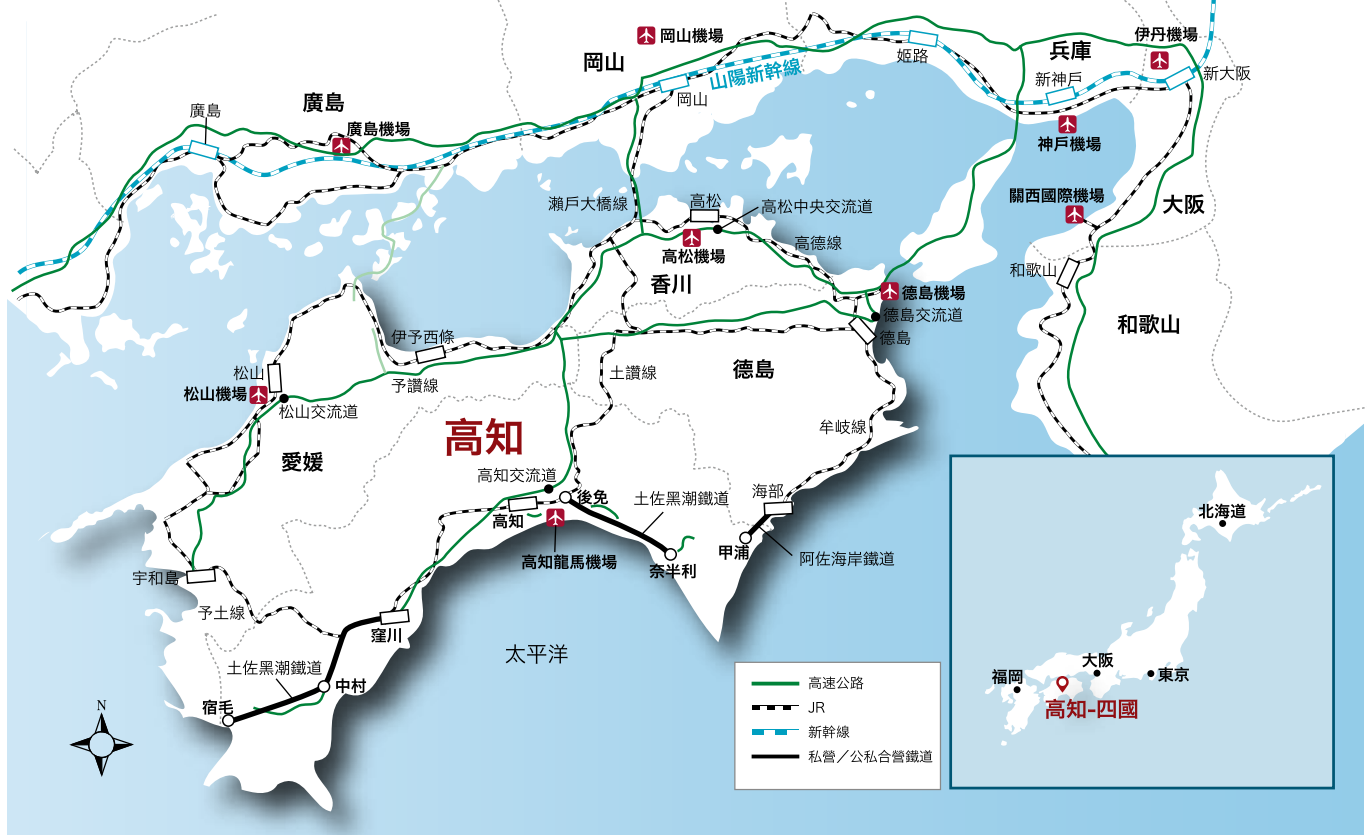 岡山機場
伊丹機場
岡山
兵庫
姬路
山陽新幹線
新神戶
新大阪
廣島
廣島
岡山
廣島機場
神戶機場
關西國際機場
大阪
瀨戶大橋線
高松
高松中央交流道
高德線
高松機場
和歌山
香川
德島機場
德島交流道
和歌山
伊予西條
德島
松山
土讚線
德島
松山機場
予讚線
松山交流道
牟岐線
高知
愛媛
高知交流道
海部
後免
土佐黑潮鐵道
高知
北海道
甲浦
高知龍馬機場
奈半利
阿佐海岸鐵道
宇和島
予土線
窪川
太平洋
土佐黑潮鐵道
大阪
福岡
東京
中村
高速公路
宿毛
高知-四國
JR
N
新幹線
私營／公私合營鐵道